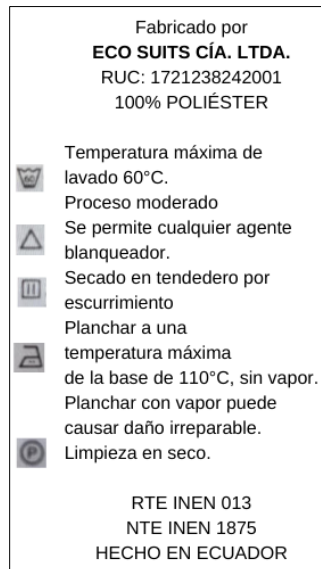 Fabricado por
ECO SUITS CÍA. LTDA.
RUC: 1721238242001
100% POLIÉSTER
Temperatura máxima de
lavado 60°C.
Proceso moderado
Se permite cualquier agente
blanqueador.
Secado en tendedero por
escurrimiento
Planchar a una
temperatura máxima
de la base de 110°C, sin vapor.
Planchar con vapor puede
causar daño irreparable.
Limpieza en seco.
RTE INEN 013
NTE INEN 1875
HECHO EN ECUADOR